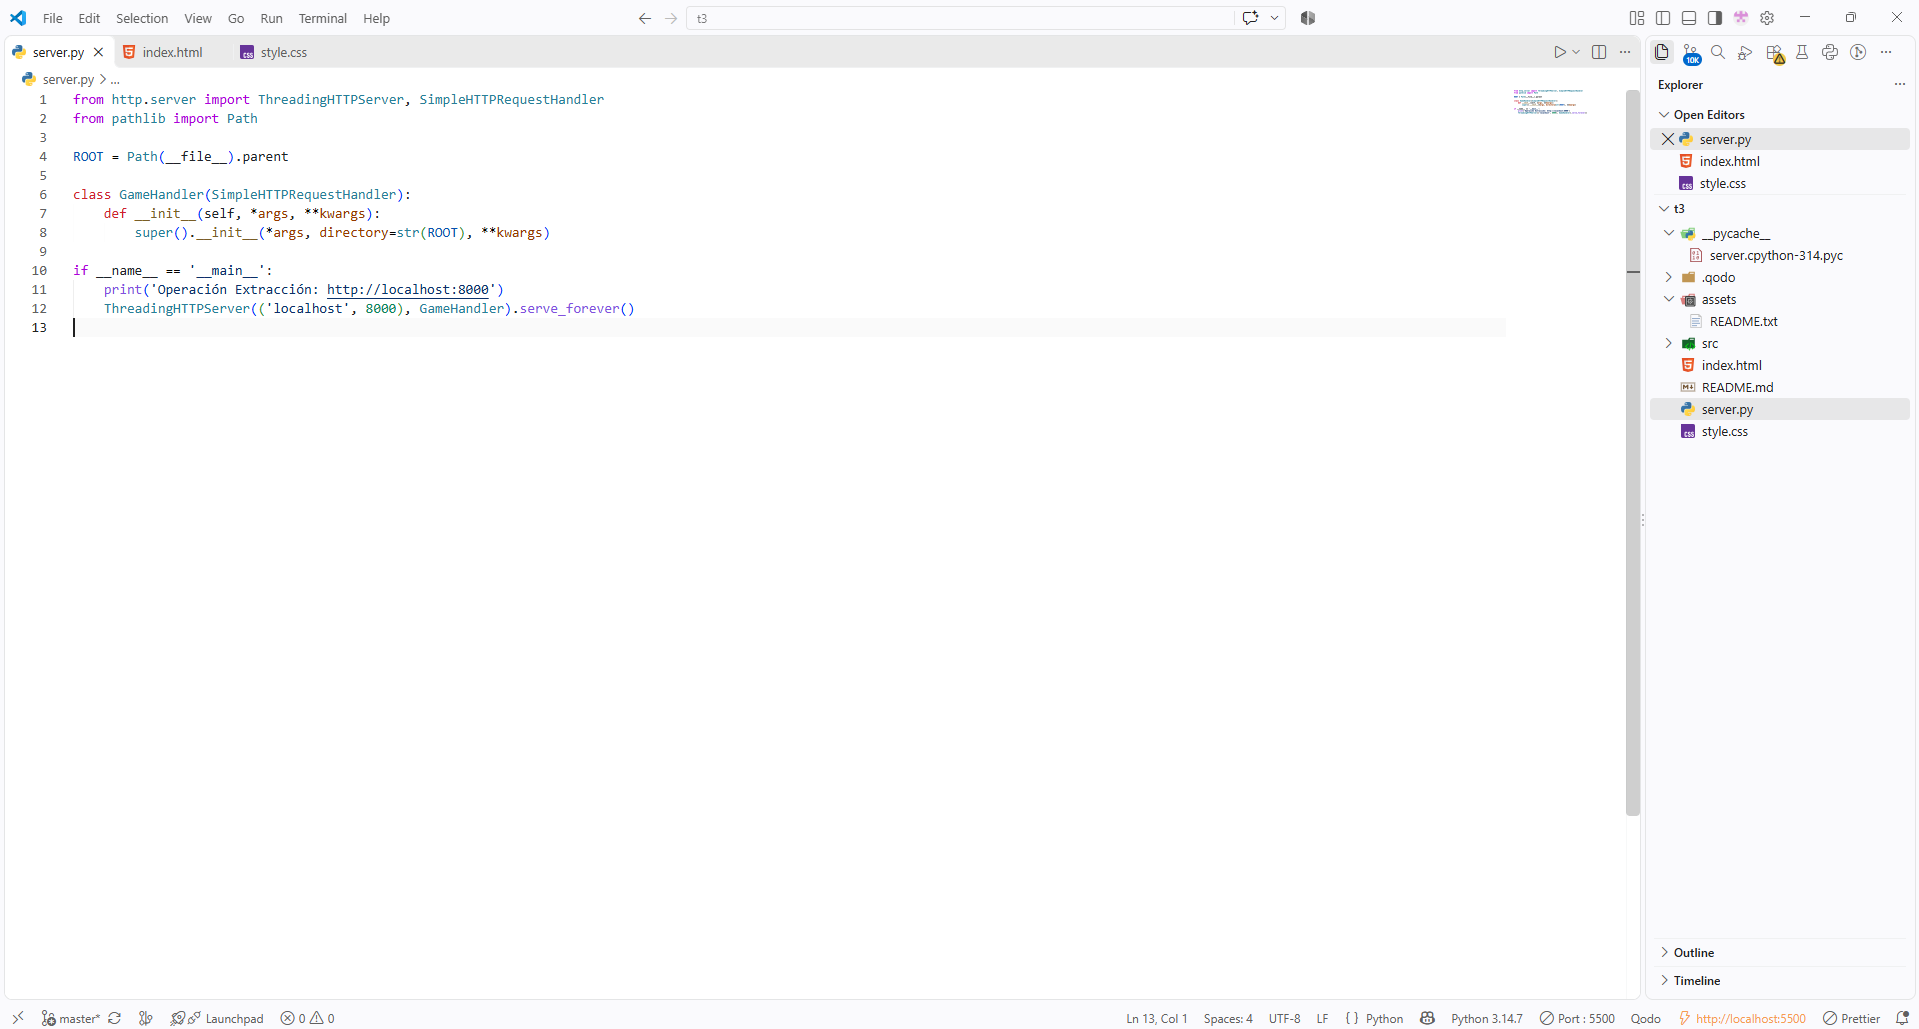 File Edit Selection View Go Run Terminal Help
t3
server.py
index.html
style.css
server.py > ...
1 from http.server import ThreadingHTTPServer, SimpleHTTPRequestHandler
2 from pathlib import Path
3
4 ROOT = Path(__file__).parent
5
6 class GameHandler(SimpleHTTPRequestHandler):
7 def __init__(self, *args, **kwargs):
8 super().__init__(*args, directory=str(ROOT), **kwargs)
9
10 if __name__ == '__main__':
11 print('Operación Extracción: http://localhost:8000')
12 ThreadingHTTPServer(('localhost', 8000), GameHandler).serve_forever()
13
10K
Explorer
Open Editors
server.py
index.html
style.css
t3
__pycache__
server.cpython-314.pyc
.qodo
assets
README.txt
src
index.html
README.md
server.py
style.css
Outline
Timeline
master* Launchpad 0 0 Ln 13, Col 1 Spaces: 4 UTF-8 LF { } Python Python 3.14.7 Port : 5500 Qodo http://localhost:5500 Prettier